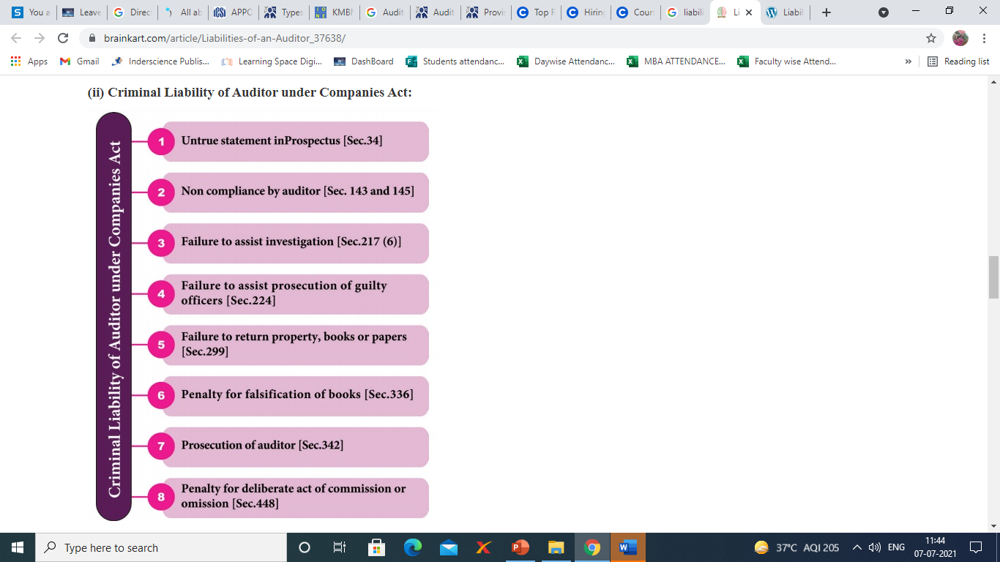 You a
Leave
Direc
All ab
ICSI
APPC
Types
KMBN
Audit
Audit
Provis
Top R
Hirin
Cours
liabili
Li
Liabil
brainkart.com/article/Liabilities-of-an-Auditor_37638/
Apps
Gmail
Inderscience Publis...
Learning Space Digi...
DashBoard
Students attendanc...
Daywise Attendanc...
MBA ATTENDANCE...
Faculty wise Attend...
»
Reading list
(ii) Criminal Liability of Auditor under Companies Act:
Criminal Liability of Auditor under Companies Act
1 Untrue statement inProspectus [Sec.34]
2 Non compliance by auditor [Sec. 143 and 145]
3 Failure to assist investigation [Sec.217 (6)]
4 Failure to assist prosecution of guilty
officers [Sec.224]
5 Failure to return property, books or papers
[Sec.299]
6 Penalty for falsification of books [Sec.336]
7 Prosecution of auditor [Sec.342]
8 Penalty for deliberate act of commission or
omission [Sec.448]
Type here to search
37°C AQI 205
ENG
11:44
07-07-2021